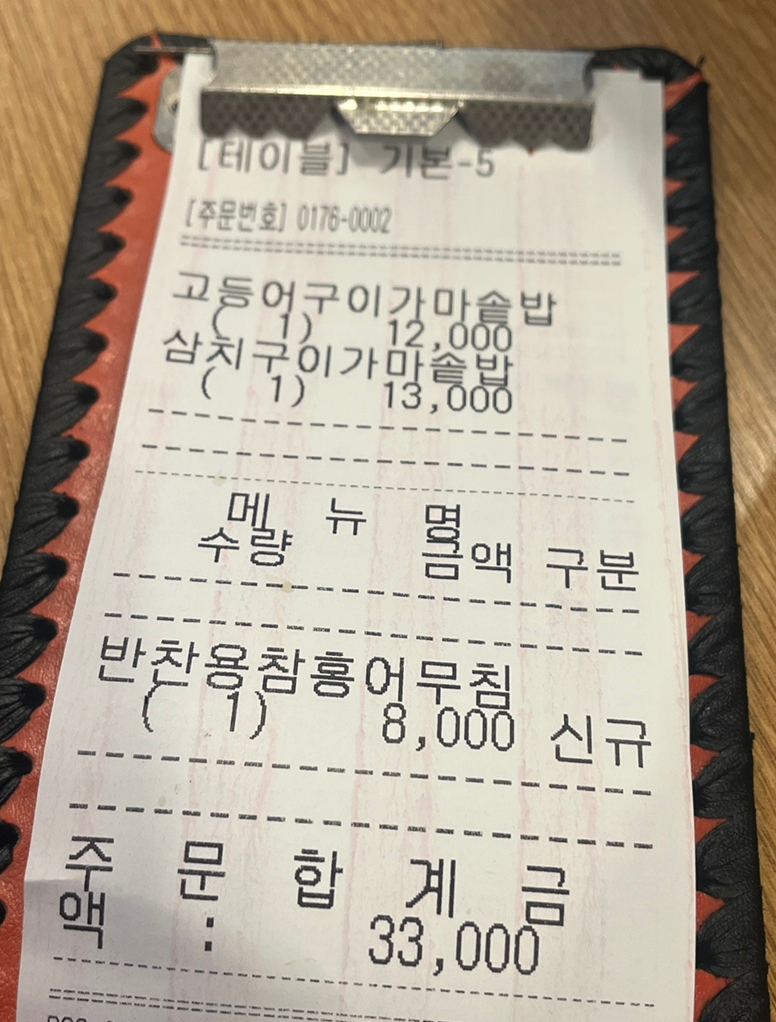 [테이블] 기본-5
[주문번호] 0176-0002
고등어구이가마솥밥
( 1) 12,000
삼치구이가마솥밥
( 1) 13,000
메 뉴 명
수량 금액 구분
반찬용참홍어무침
( 1) 8,000 신규
주 문 합 계 금
액 : 33,000